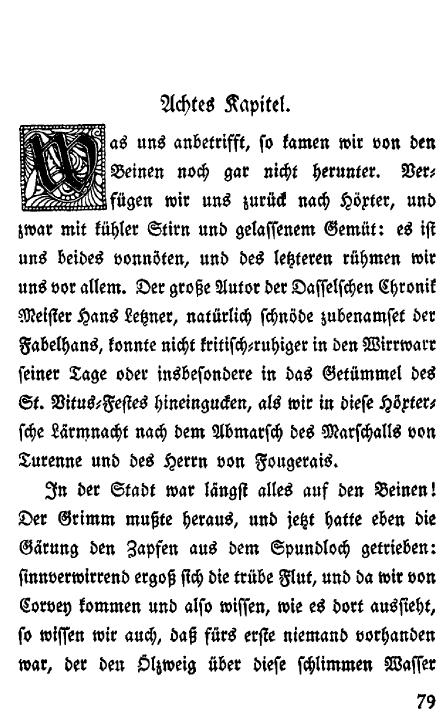 Achtes Kapitel.
Was uns anbetrifft, so kamen wir von den
Beinen noch gar nicht herunter. Ver-
fügen wir uns zurück nach Höxter, und
zwar mit kühler Stirn und gelassenem Gemüt: es ist
uns beides vonnöten, und des letzteren rühmen wir
uns vor allem. Der große Autor der Dasselschen Chronik
Meister Hans Letzner, natürlich schnöde zubenamset der
Fabelhans, konnte nicht kritisch-ruhiger in den Wirrwarr
seiner Tage oder insbesondere in das Getümmel des
St. Vitus-Festes hineingucken, als wir in diese Höxter-
sche Lärmnacht nach dem Abmarsch des Marschalls von
Turenne und des Herrn von Fougerais.
In der Stadt war längst alles auf den Beinen!
Der Grimm mußte heraus, und jetzt hatte eben die
Gärung den Zapfen aus dem Spundloch getrieben:
sinnverwirrend ergoß sich die trübe Flut, und da wir von
Corvey kommen und also wissen, wie es dort aussieht,
so wissen wir auch, daß fürs erste niemand vorhanden
war, der den Ölzweig über diese schlimmen Wasser
79